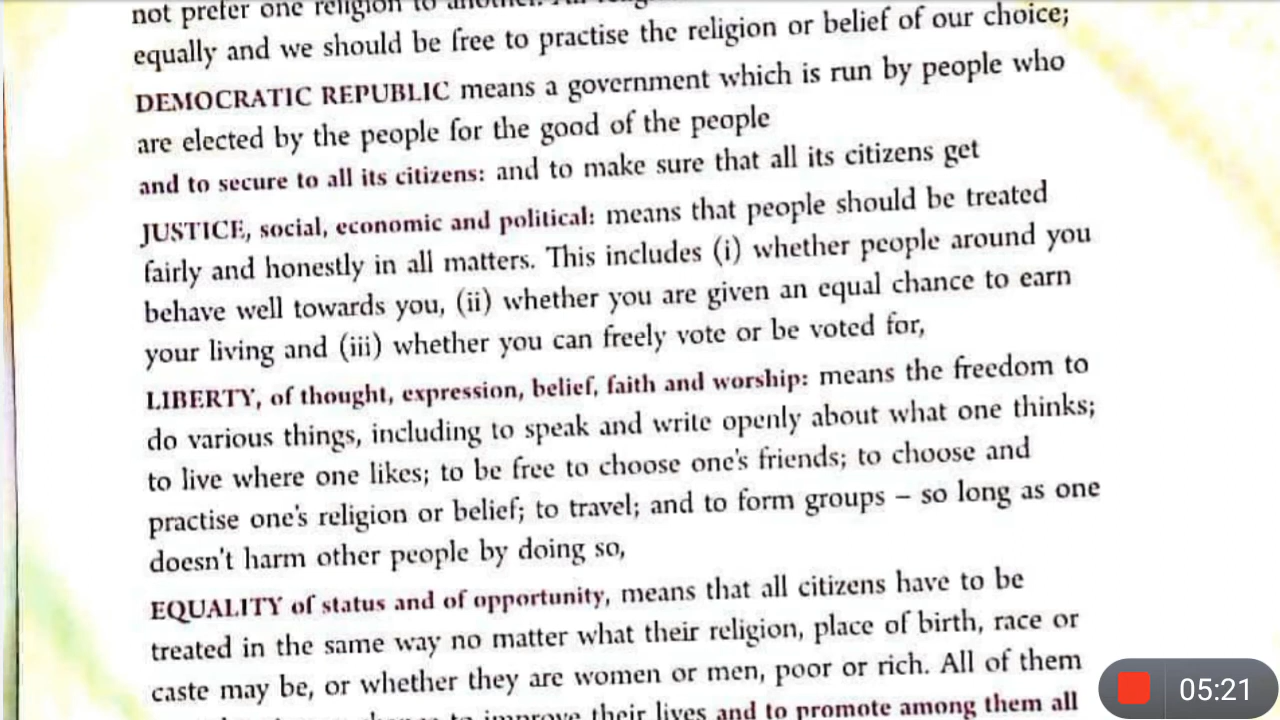 not prefer one religion to another. All
equally and we should be free to practise the religion or belief of our choice;
DEMOCRATIC REPUBLIC means a government which is run by people who
are elected by the people for the good of the people
and to secure to all its citizens: and to make sure that all its citizens get
JUSTICE, social, economic and political: means that people should be treated
fairly and honestly in all matters. This includes (i) whether people around you
behave well towards you, (ii) whether you are given an equal chance to earn
your living and (iii) whether you can freely vote or be voted for,
LIBERTY, of thought, expression, belief, faith and worship: means the freedom to
do various things, including to speak and write openly about what one thinks;
to live where one likes; to be free to choose one's friends; to choose and
practise one's religion or belief; to travel; and to form groups – so long as one
doesn't harm other people by doing so,
EQUALITY of status and of opportunity, means that all citizens have to be
treated in the same way no matter what their religion, place of birth, race or
caste may be, or whether they are women or men, poor or rich. All of them
to improve their lives and to promote among them all
05:21